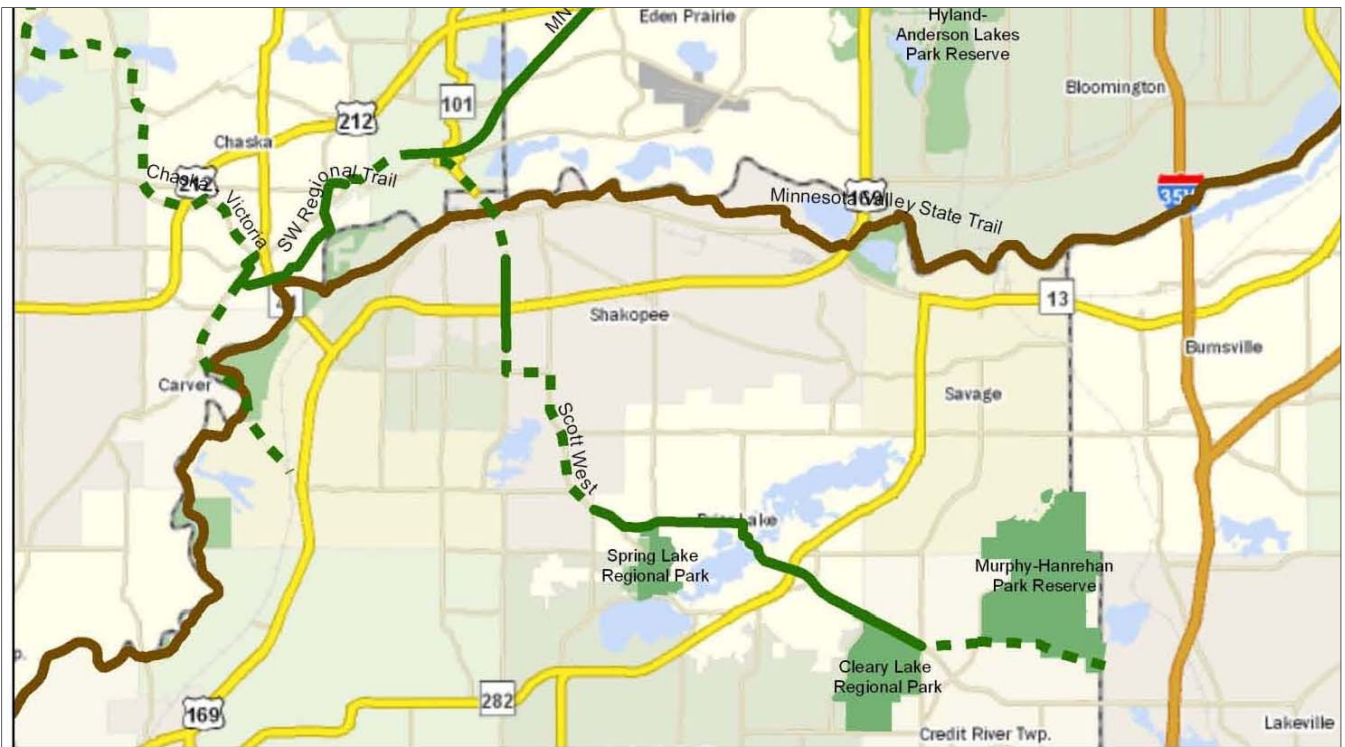 Eden Prairie
MN
Hyland-
Anderson Lakes
Park Reserve
Bloomington
101
212
Chaska
212
Chaska
Victoria
SW Regional Trail
169
Minnesota Valley State Trail
35W
41
Shakopee
13
Burnsville
Carver
Savage
Scott West
Prior Lake
Spring Lake
Regional Park
Murphy-Hanrehan
Park Reserve
p.
Cleary Lake
Regional Park
282
169
Credit River Twp.
Lakeville